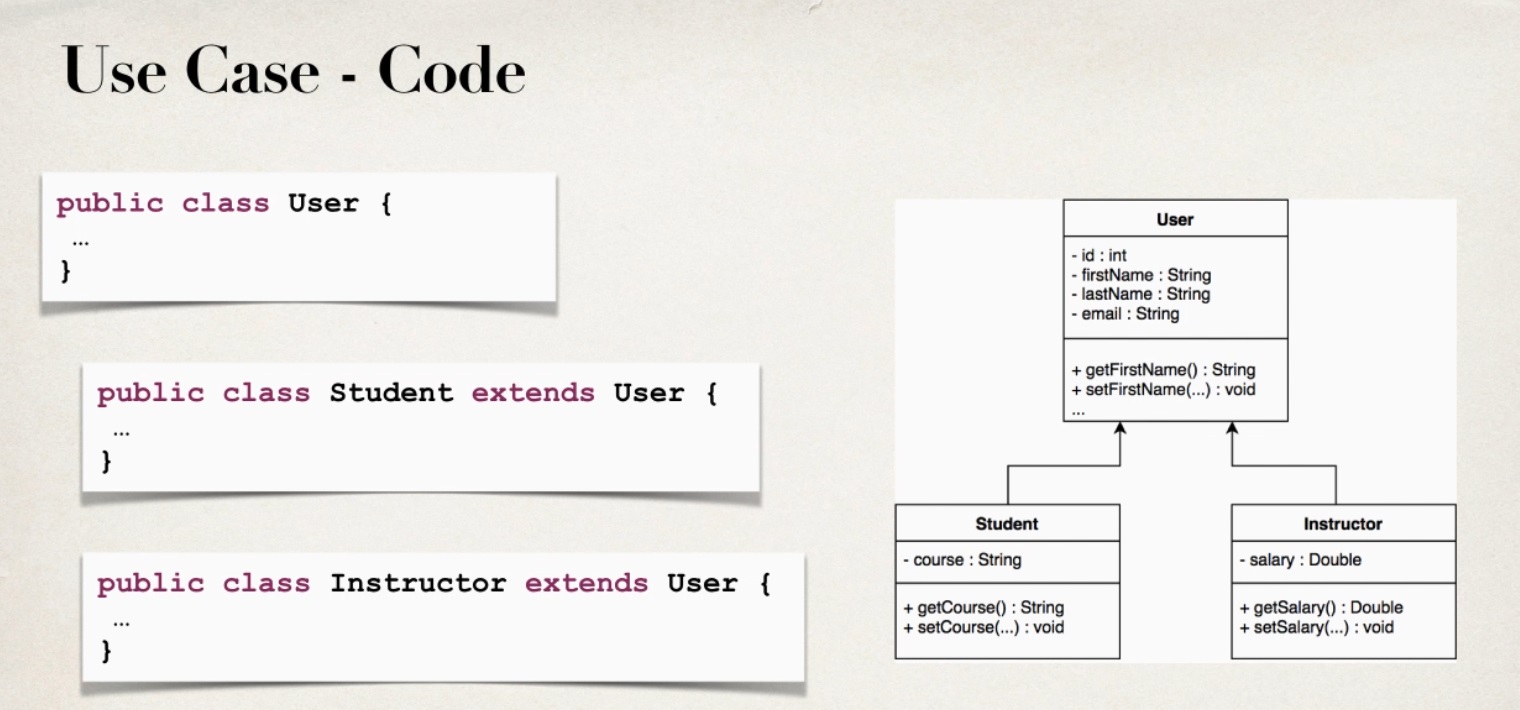 Use Case - Code
public class User {
...
}
public class Student extends User {
...
}
public class Instructor extends User {
...
}
User
- id : int
- firstName : String
- lastName : String
- email : String
+ getFirstName() : String
+ setFirstName(...) : void
...
Student
- course : String
+ getCourse() : String
+ setCourse(...) : void
Instructor
- salary : Double
+ getSalary() : Double
+ setSalary(...) : void